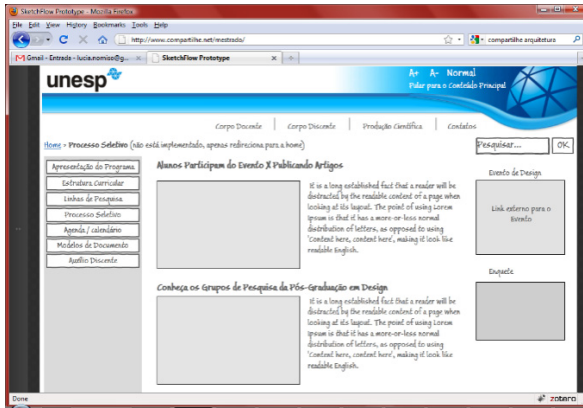 SketchFlow Prototype - Mozilla Firefox
File Edit View History Bookmarks Tools Help
http://www.compartilhe.net/mestrado/
compartilhe arquitetura
Gmail - Entrada - lucia.nomiso@g...
SketchFlow Prototype
unesp
A+ A- Normal
Pular para o Conteúdo Principal
Corpo Docente | Corpo Discente | Produção Científica | Contatos
Home > Processo Seletivo (não está implementado, apenas redireciona para a home)
Pesquisar...
OK
Apresentação do Programa
Estrutura Curricular
Linhas de Pesquisa
Processo Seletivo
Agenda / calendário
Modelos de Documento
Auxílio Discente
Alunos Participam do Evento X Publicando Artigos
It is a long established fact that a reader will be
distracted by the readable content of a page when
looking at its layout. The point of using Lorem
Ipsum is that it has a more-or-less normal
distribution of letters, as opposed to using
'Content here, content here', making it look like
readable English.
Conheça os Grupos de Pesquisa da Pós-Graduação em Design
It is a long established fact that a reader will be
distracted by the readable content of a page when
looking at its layout. The point of using Lorem
Ipsum is that it has a more-or-less normal
distribution of letters, as opposed to using
'Content here, content here', making it look like
readable English.
Evento de Design
Link externo para o
Evento
Enquete
Done
zotero